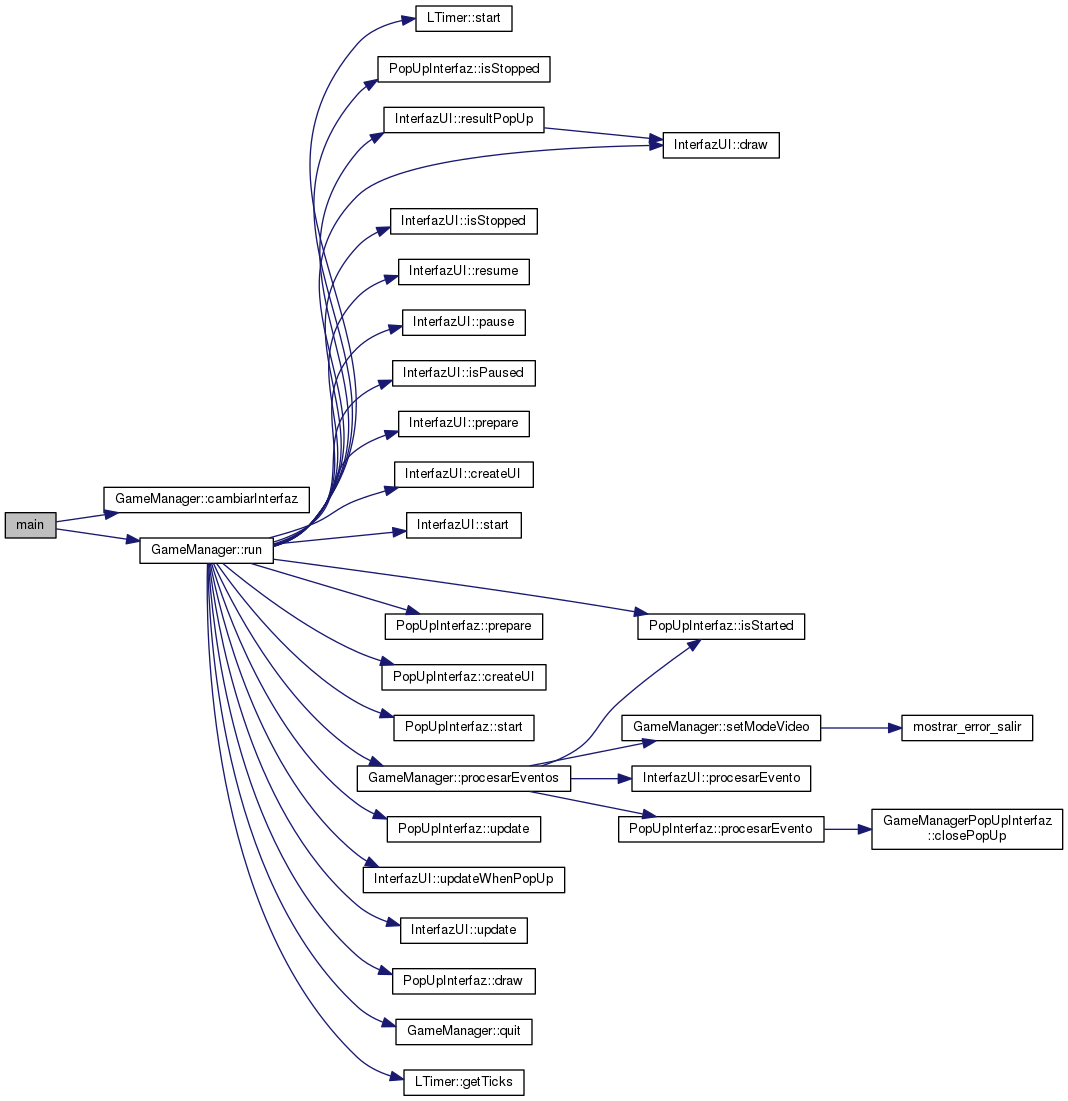 LTimer::start
PopUpInterfaz::isStopped
InterfazUI::resultPopUp
InterfazUI::draw
InterfazUI::isStopped
InterfazUI::resume
InterfazUI::pause
InterfazUI::isPaused
InterfazUI::prepare
InterfazUI::createUI
GameManager::cambiarInterfaz
main
InterfazUI::start
GameManager::run
PopUpInterfaz::prepare
PopUpInterfaz::isStarted
PopUpInterfaz::createUI
PopUpInterfaz::start
GameManager::setModeVideo
mostrar_error_salir
GameManager::procesarEventos
InterfazUI::procesarEvento
PopUpInterfaz::update
PopUpInterfaz::procesarEvento
GameManagerPopUpInterfaz
::closePopUp
InterfazUI::updateWhenPopUp
InterfazUI::update
PopUpInterfaz::draw
GameManager::quit
LTimer::getTicks